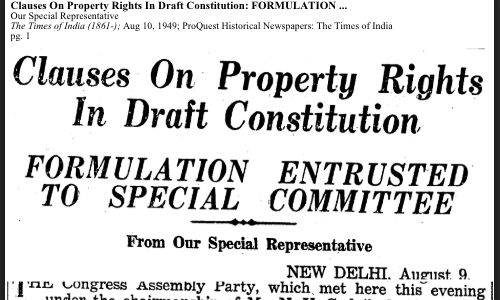 Clauses On Property Rights In Draft Constitution: FORMULATION ...
Our Special Representative
The Times of India (1861-); Aug 10, 1949; ProQuest Historical Newspapers: The Times of India
pg. 1
Clauses On Property Rights
In Draft Constitution
FORMULATION ENTRUSTED
TO SPECIAL COMMITTEE
From Our Special Representative
NEW DELHI. August 9.
THE Congress Assembly Party, which met here this evening
under the chairmanship of